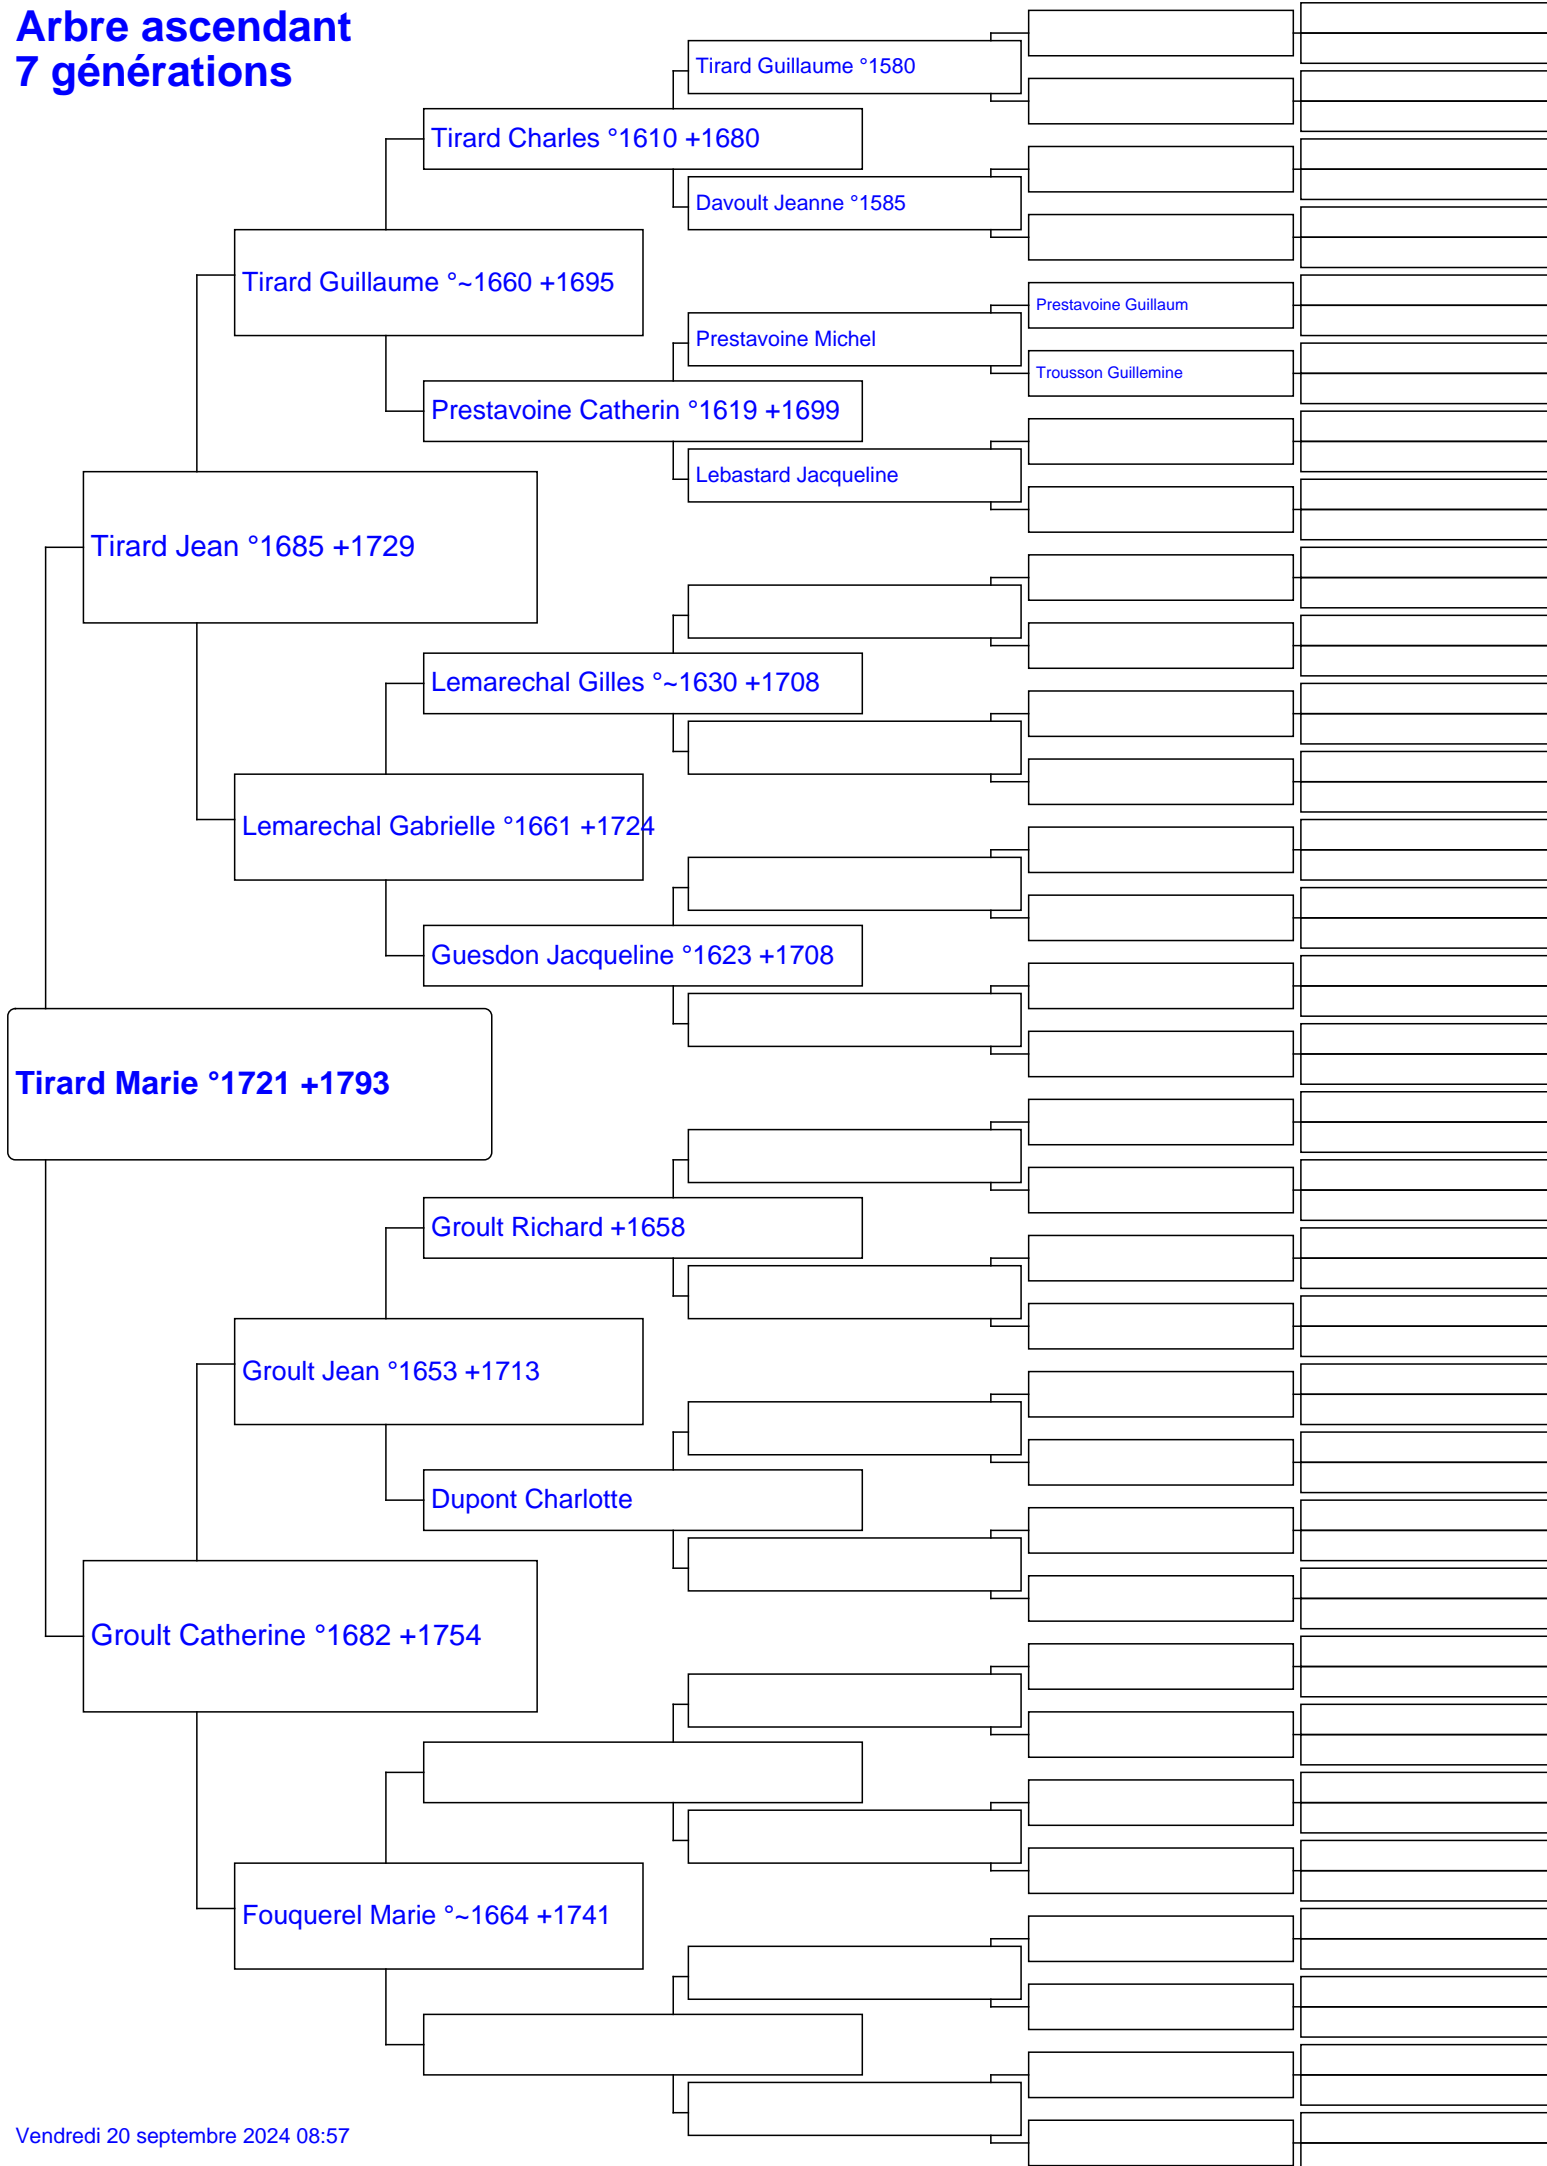 Arbre ascendant
7 générations
Tirard Guillaume °1580
Tirard Charles °1610 +1680
Davoult Jeanne °1585
Tirard Guillaume °~1660 +1695
Prestavoine Guillaum
Prestavoine Michel
Trousson Guillemine
Prestavoine Catherin °1619 +1699
Lebastard Jacqueline
Tirard Jean °1685 +1729
Lemarechal Gilles °~1630 +1708
Lemarechal Gabrielle °1661 +1724
Guesdon Jacqueline °1623 +1708
Tirard Marie °1721 +1793
Groult Richard +1658
Groult Jean °1653 +1713
Dupont Charlotte
Groult Catherine °1682 +1754
Fouquerel Marie °~1664 +1741
Vendredi 20 septembre 2024 08:57